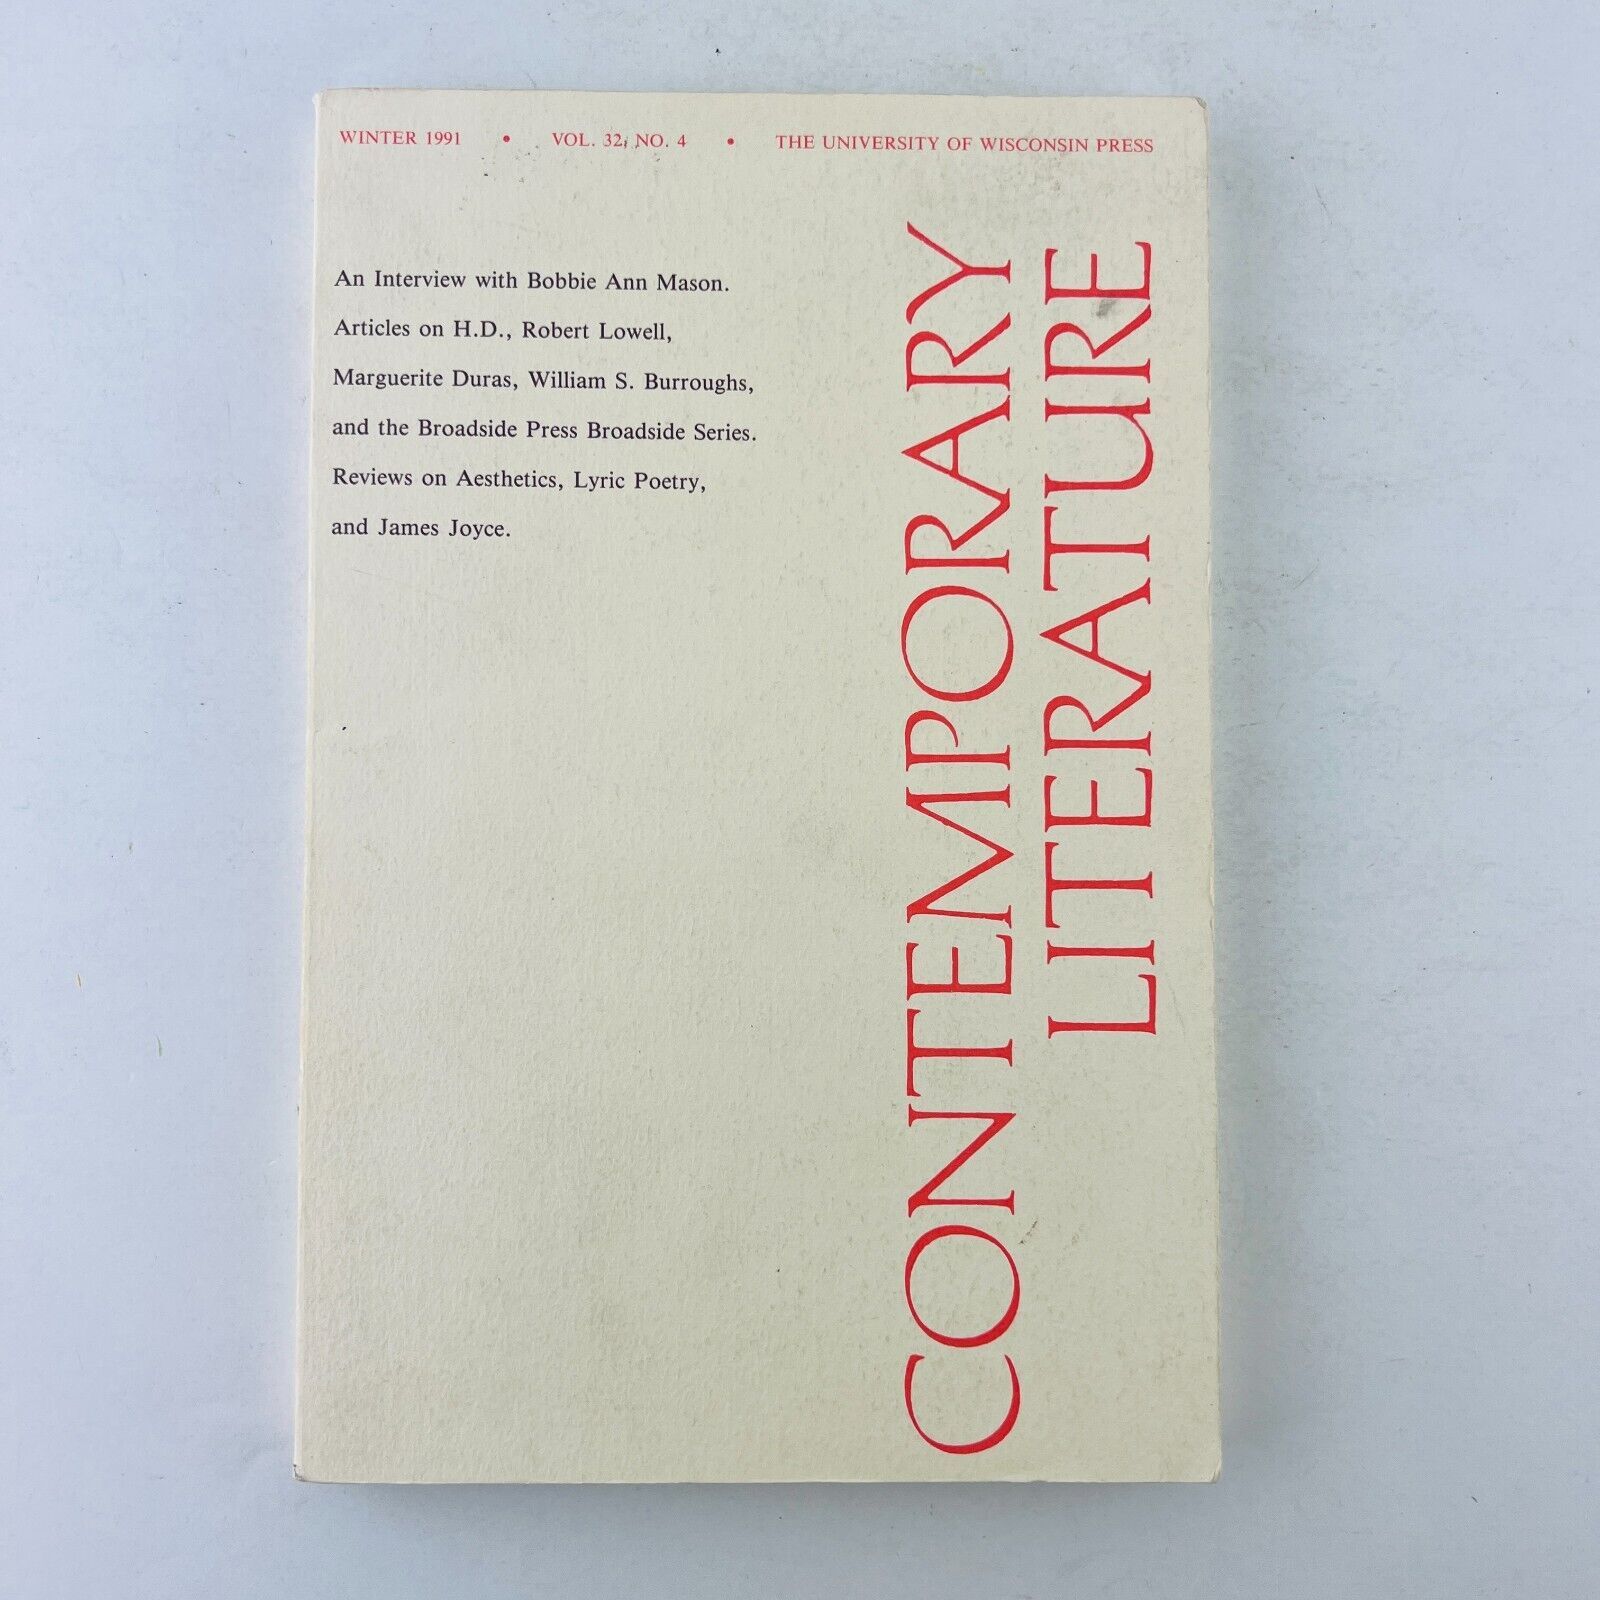 WINTER 1991 • VOL. 32, NO. 4 • THE UNIVERSITY OF WISCONSIN PRESS
An Interview with Bobbie Ann Mason.
Articles on H.D., Robert Lowell,
Marguerite Duras, William S. Burroughs,
and the Broadside Press Broadside Series.
Reviews on Aesthetics, Lyric Poetry,
and James Joyce.
CONTEMPORARY
LITERATURE